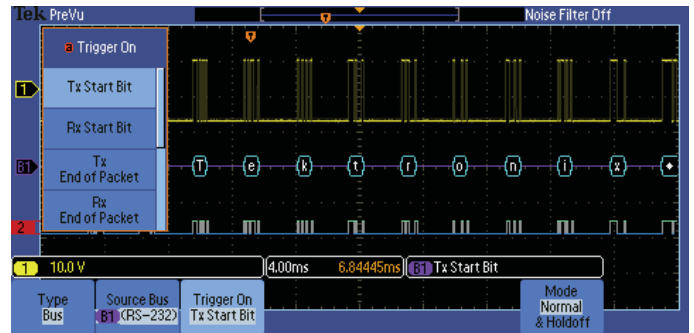 Tek PreVu Noise Filter Off
a Trigger On
Tx Start Bit
Rx Start Bit
Tx
End of Packet
Rx
End of Packet
1
B1
2
T e k t r o n i x
1 10.0 V 4.00ms 6.84445ms B1 Tx Start Bit
Type
Bus
Source Bus
B1 (RS-232)
Trigger On
Tx Start Bit
Mode
Normal
& Holdoff